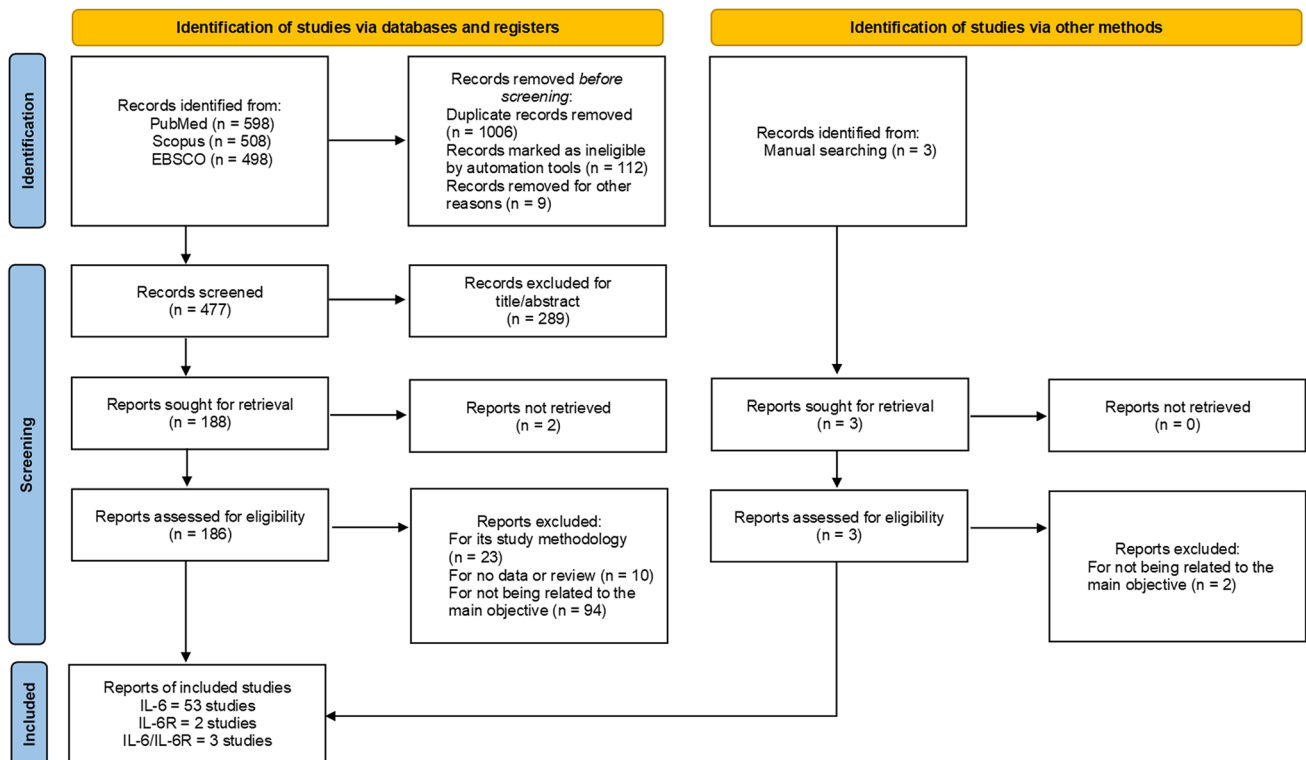 Identification of studies via databases and registers
Identification of studies via other methods
Identification
Records identified from:
PubMed (n = 598)
Scopus (n = 508)
EBSCO (n = 498)
Records removed before
screening:
Duplicate records removed
(n = 1006)
Records marked as ineligible
by automation tools (n = 112)
Records removed for other
reasons (n = 9)
Records identified from:
Manual searching (n = 3)
Screening
Records screened
(n = 477)
Records excluded for
title/abstract
(n = 289)
Reports sought for retrieval
(n = 188)
Reports not retrieved
(n = 2)
Reports sought for retrieval
(n = 3)
Reports not retrieved
(n = 0)
Reports assessed for eligibility
(n = 186)
Reports excluded:
For its study methodology
(n = 23)
For no data or review (n = 10)
For not being related to the
main objective (n = 94)
Reports assessed for eligibility
(n = 3)
Reports excluded:
For not being related to the
main objective (n = 2)
Included
Reports of included studies
IL-6 = 53 studies
IL-6R = 2 studies
IL-6/IL-6R = 3 studies